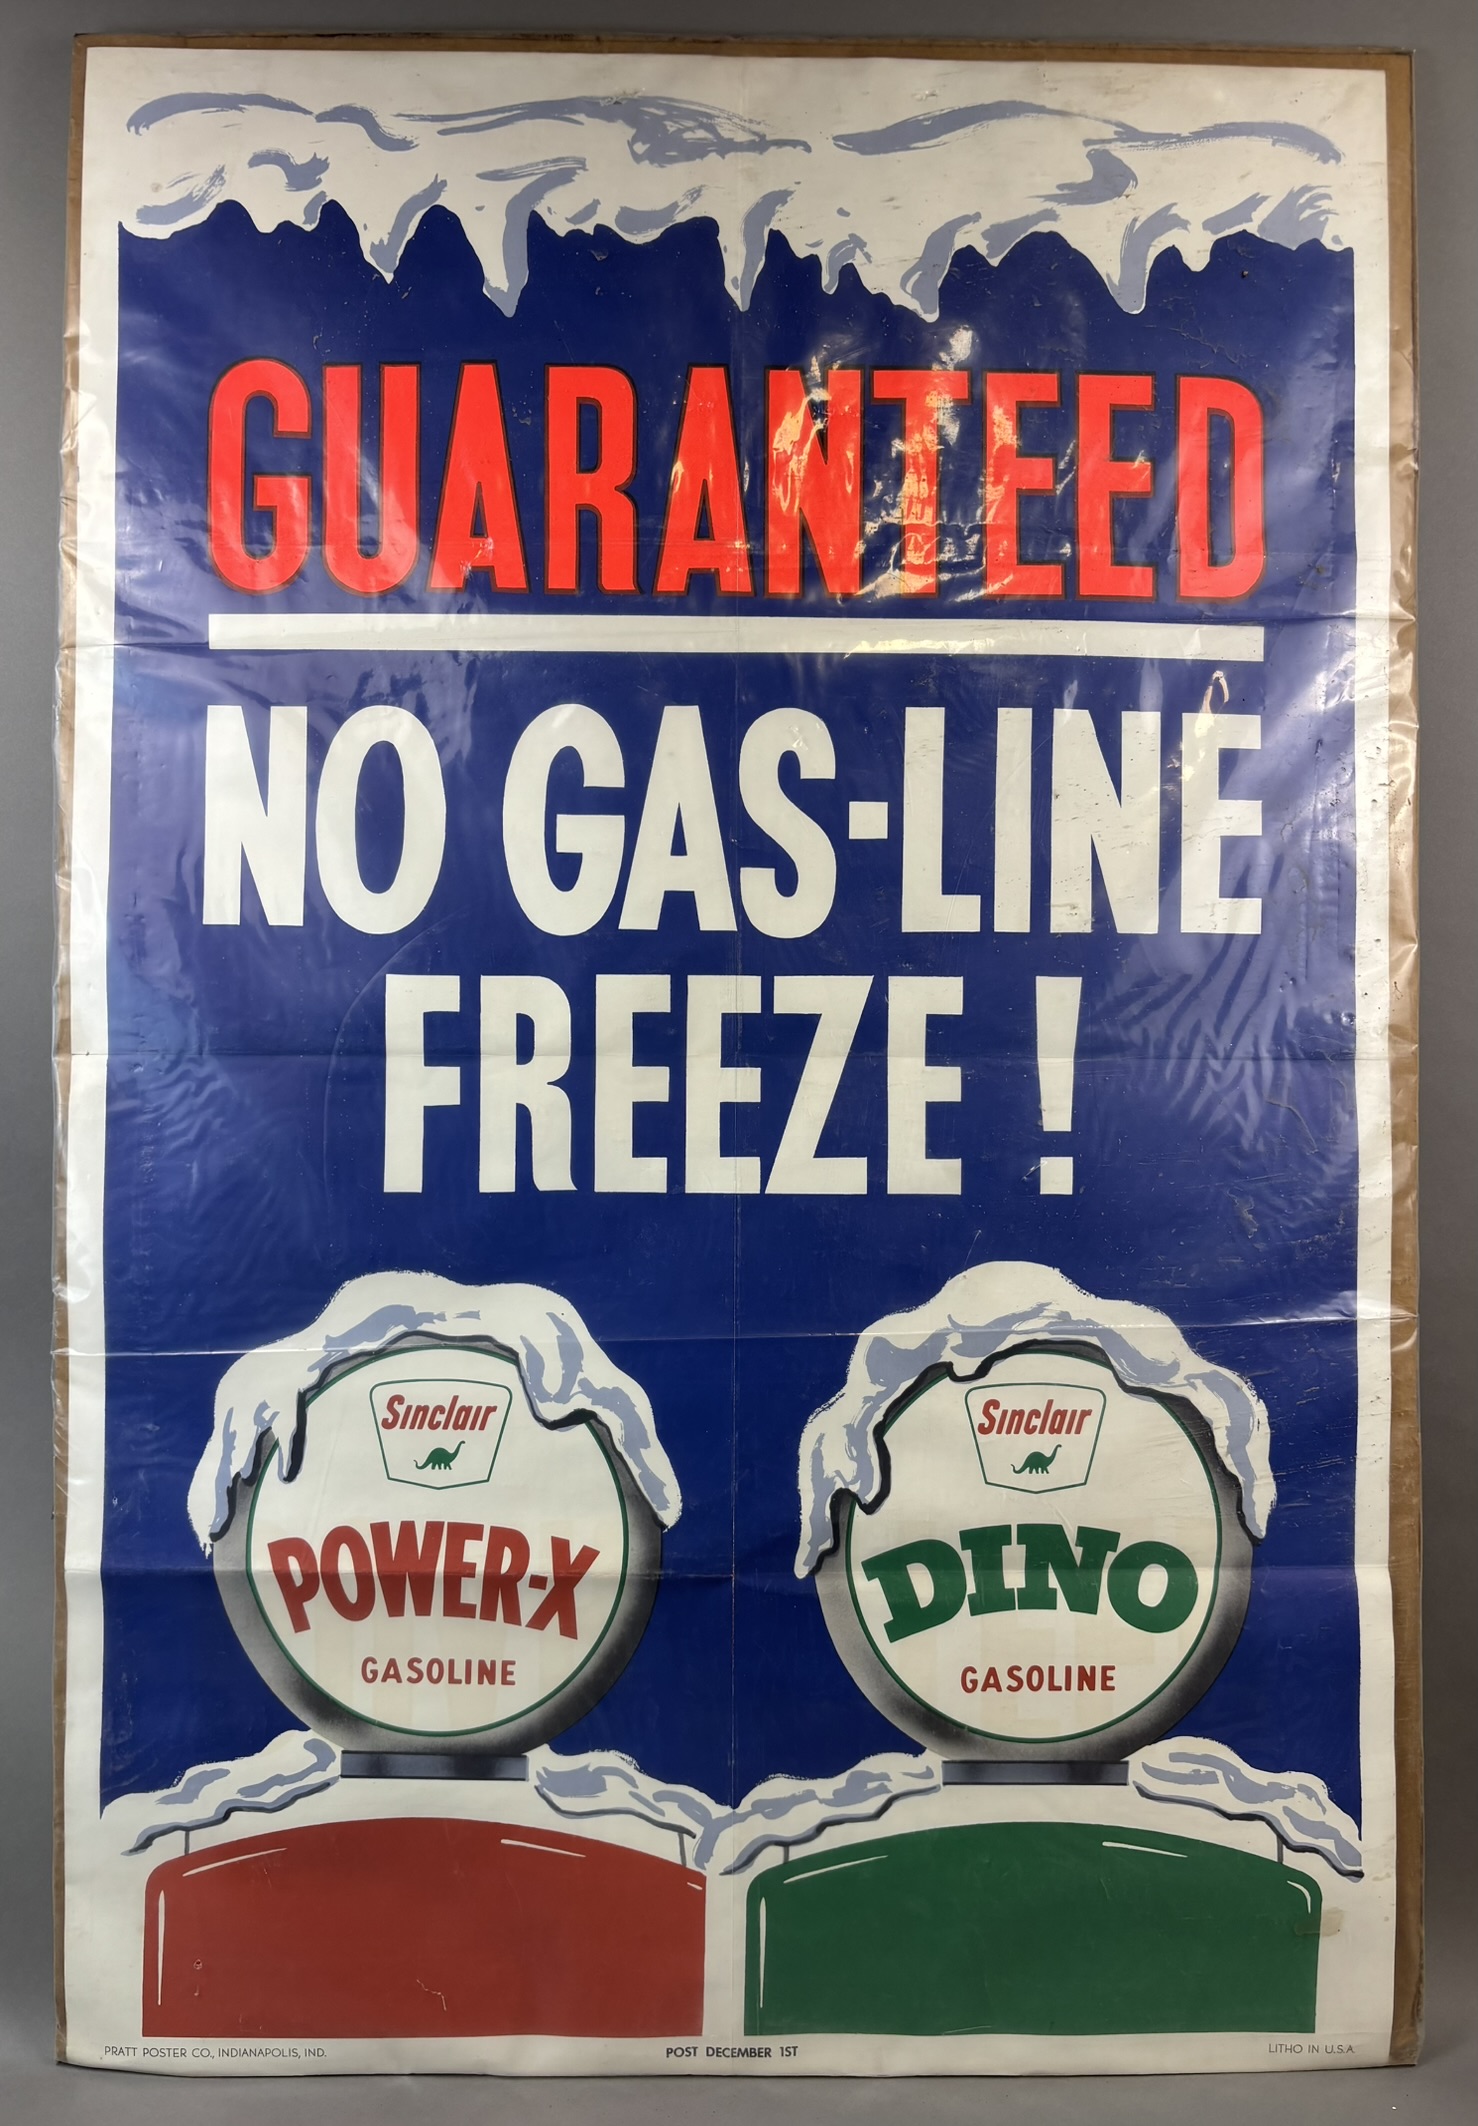 GUARANTEED
NO GAS-LINE
FREEZE !
Sinclair
POWER-X
GASOLINE
Sinclair
DINO
GASOLINE
PRATT POSTER CO., INDIANAPOLIS, IND.
POST DECEMBER 1ST
LITHO IN U.S.A.